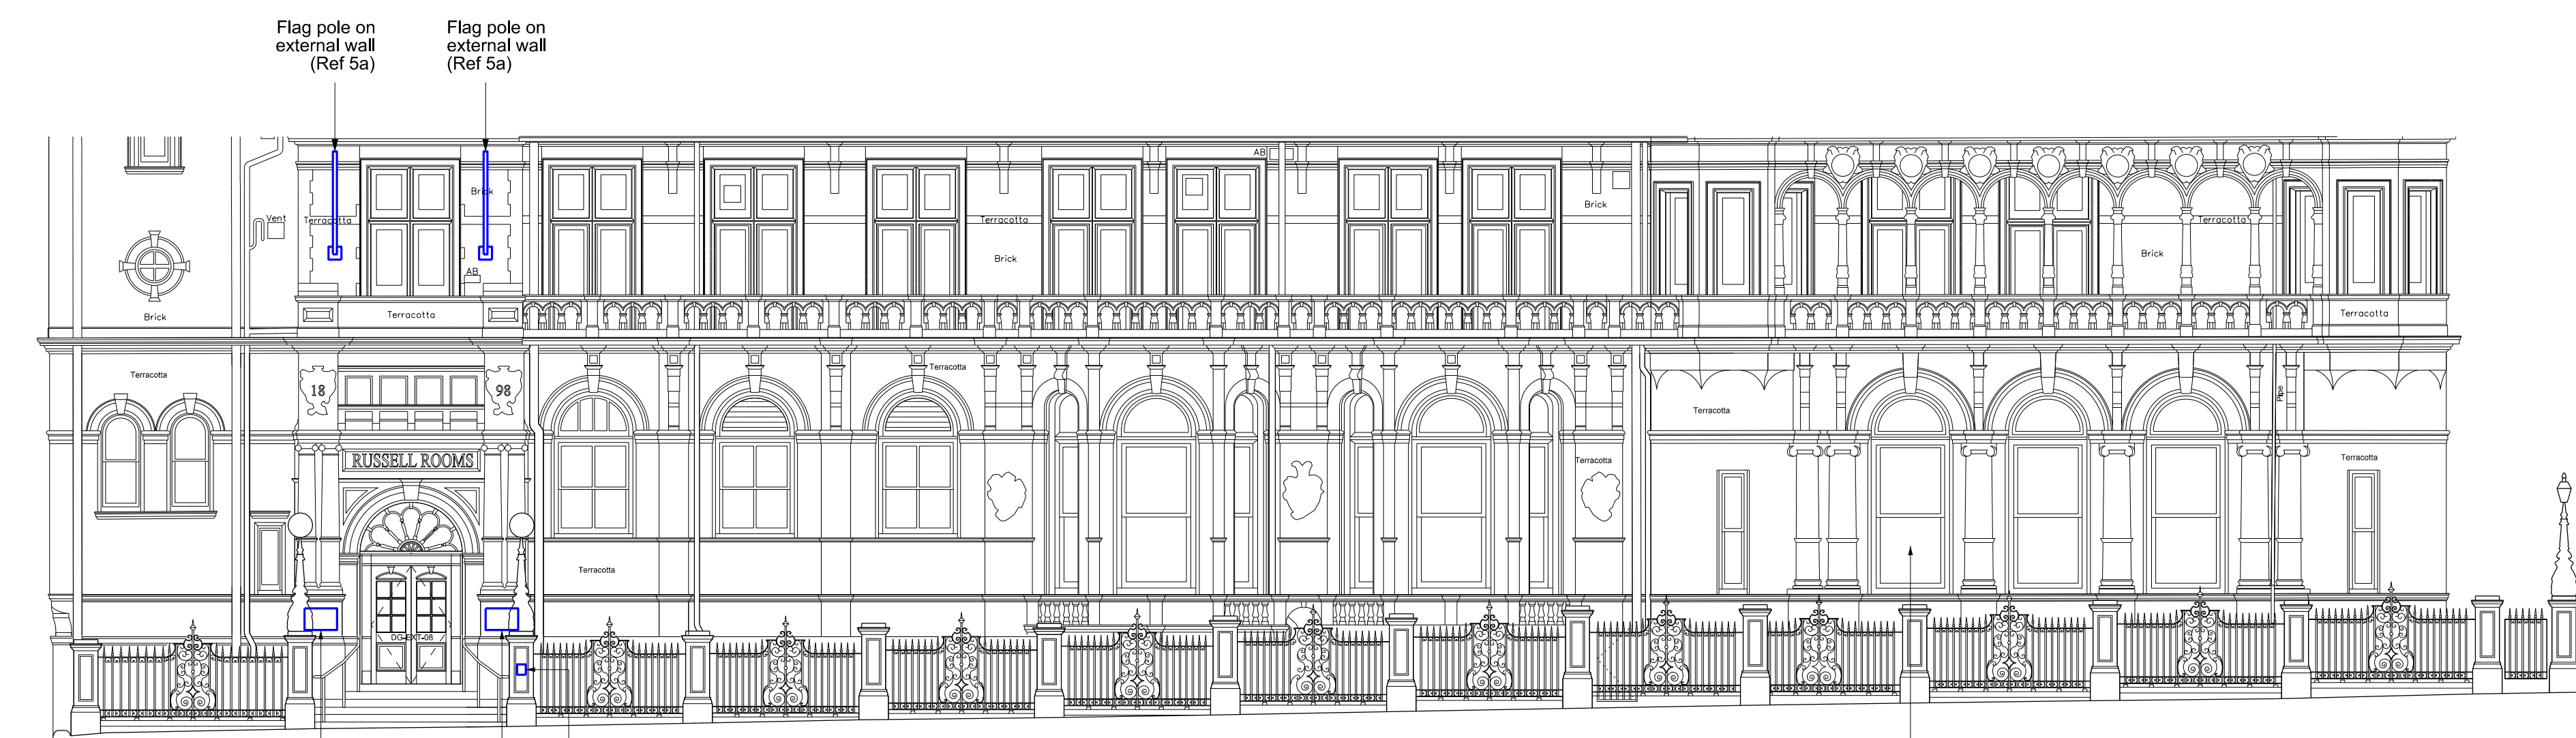 Flag pole on
external wall
(Ref 5a)
Flag pole on
external wall
(Ref 5a)
AB
Brick
Brick
Vent
Terracotta
Terracotta
Terracotta
Brick
Brick
AB
Brick
Terracotta
Terracotta
Terracotta
Terracotta
Terracotta
18
98
Pipe
Terracotta
RUSSELL ROOMS
Terracotta
Terracotta
Terracotta
DG-EXT-08